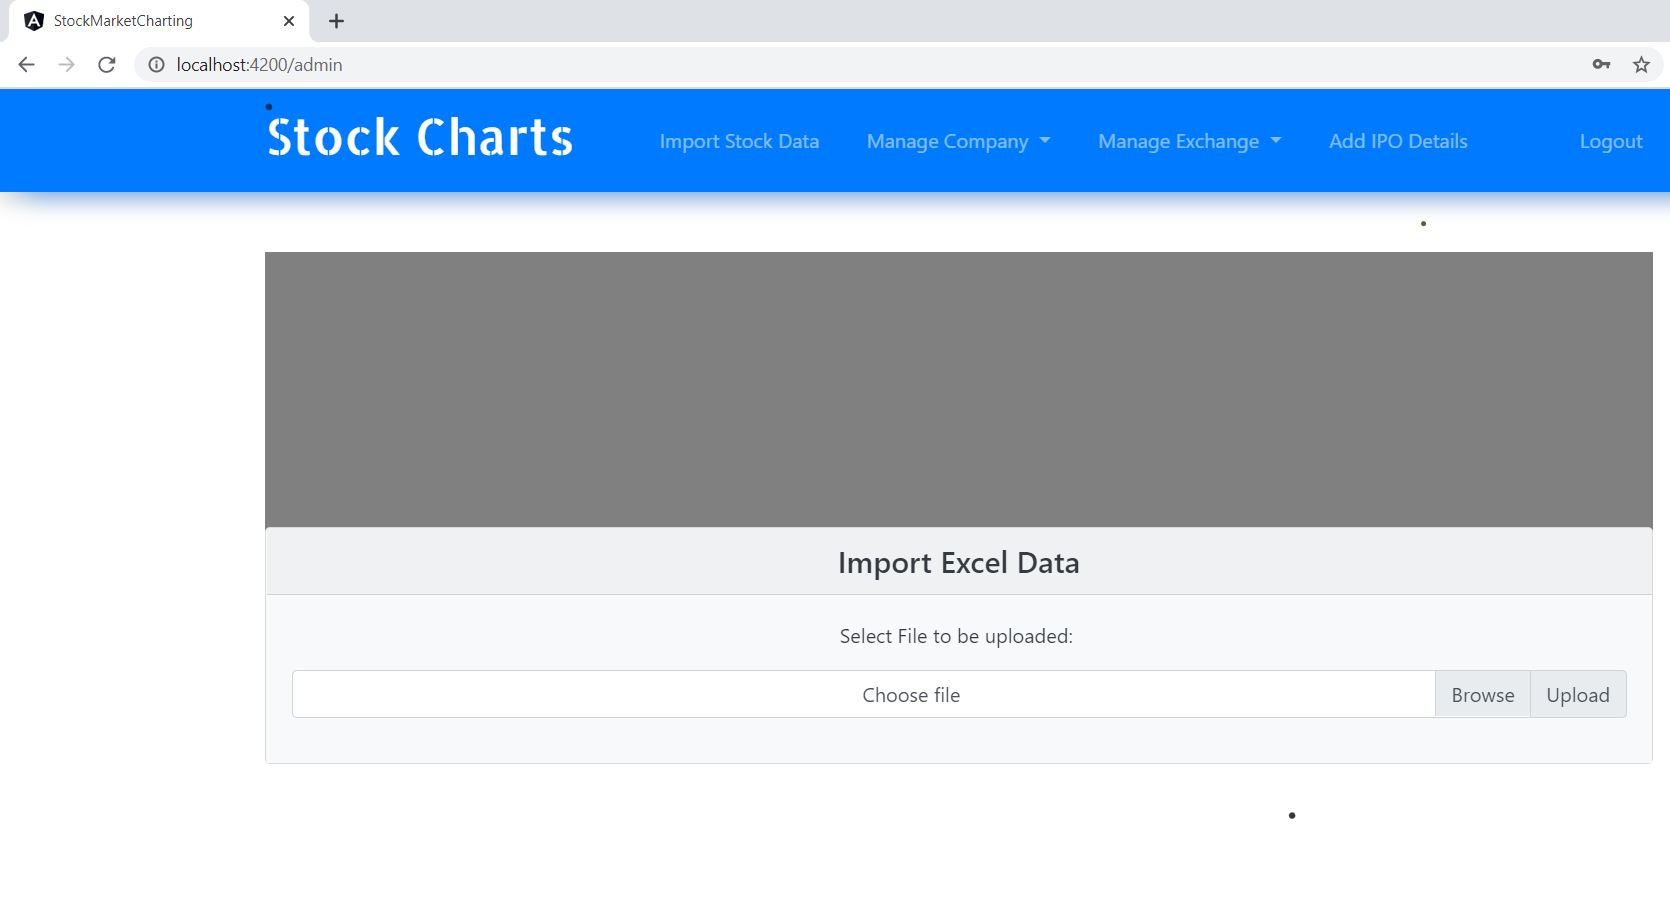 StockMarketCharting
localhost:4200/admin
Stock Charts Import Stock Data Manage Company Manage Exchange Add IPO Details Logout
Import Excel Data
Select File to be uploaded:
Choose file Browse Upload